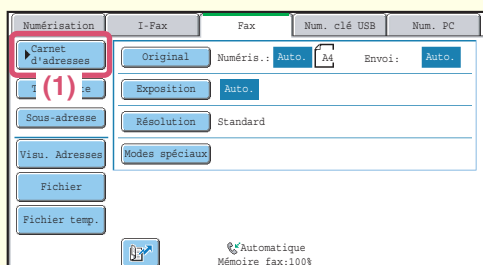 Numérisation I-Fax Fax Num. clé USB Num. PC
Carnet
d'adresses
Original Numéris.: Auto. A4 Envoi: Auto.
(1)
Exposition Auto.
Sous-adresse Résolution Standard
Visu. Adresses Modes spéciaux
Fichier
Fichier temp.
Automatique
Mémoire fax:100%